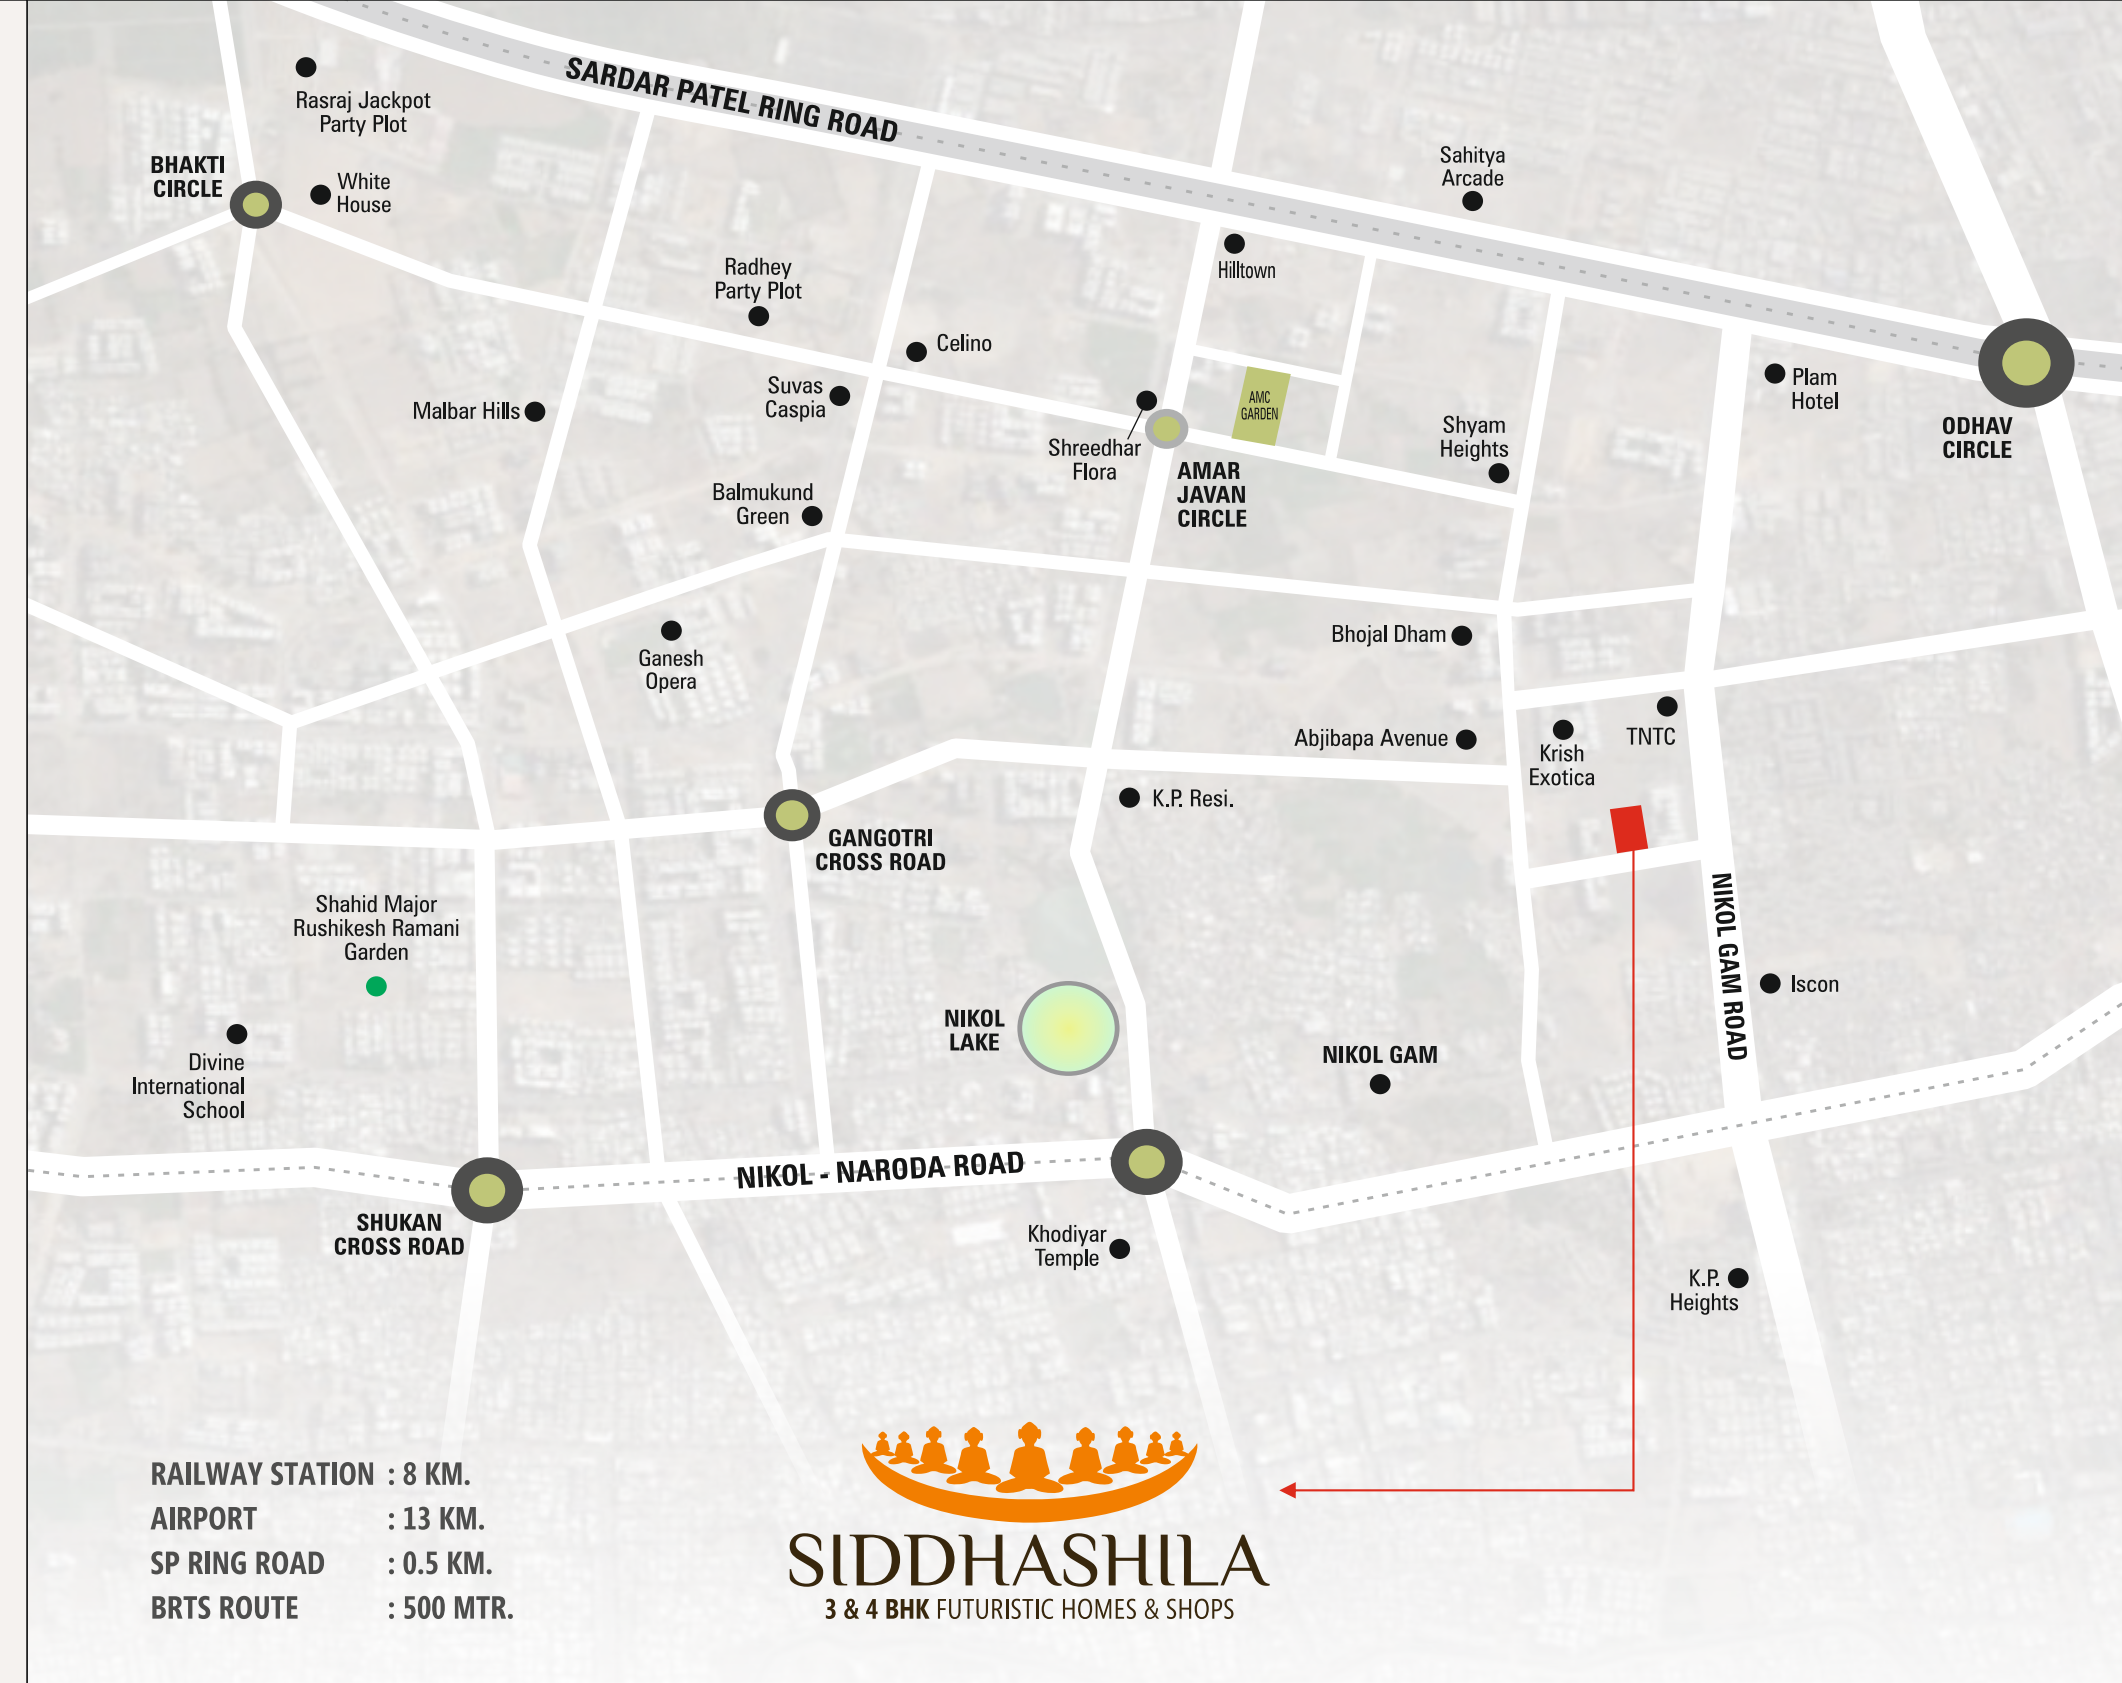 SARDAR PATEL RING ROAD
Rasraj Jackpot
Party Plot
BHAKTI
CIRCLE
White
House
Sahitya
Arcade
Radhey
Party Plot
Hilltown
Celino
Suvas
Caspia
Malbar Hills
AMC
GARDEN
Plam
Hotel
ODHAV
CIRCLE
Shreedhar
Flora
AMAR
JAVAN
CIRCLE
Shyam
Heights
Balmukund
Green
Bhojal Dham
Ganesh
Opera
Abjibapa Avenue
Krish
Exotica
TNTC
K.P. Resi.
GANGOTRI
CROSS ROAD
NIKOL GAM ROAD
Shahid Major
Rushikesh Ramani
Garden
Iscon
NIKOL
LAKE
NIKOL GAM
Divine
International
School
NIKOL - NARODA ROAD
SHUKAN
CROSS ROAD
Khodiyar
Temple
K.P.
Heights
RAILWAY STATION : 8 KM.
AIRPORT : 13 KM.
SP RING ROAD : 0.5 KM.
BRTS ROUTE : 500 MTR.
SIDDHASHILA
3 & 4 BHK FUTURISTIC HOMES & SHOPS